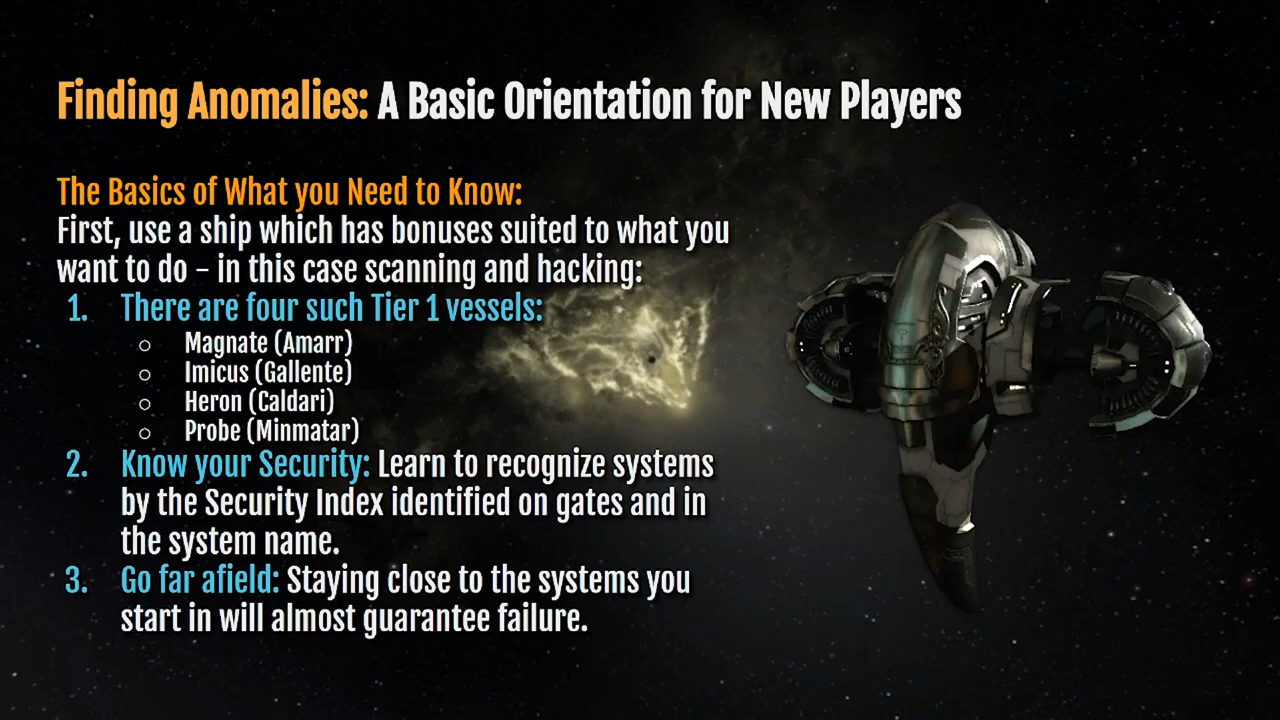 Finding Anomalies: A Basic Orientation for New Players
The Basics of What you Need to Know:
First, use a ship which has bonuses suited to what you
want to do – in this case scanning and hacking:
1. There are four such Tier 1 vessels:
○ Magnate (Amarr)
○ Imicus (Gallente)
○ Heron (Caldari)
○ Probe (Minmatar)
2. Know your Security: Learn to recognize systems
by the Security Index identified on gates and in
the system name.
3. Go far afield: Staying close to the systems you
start in will almost guarantee failure.